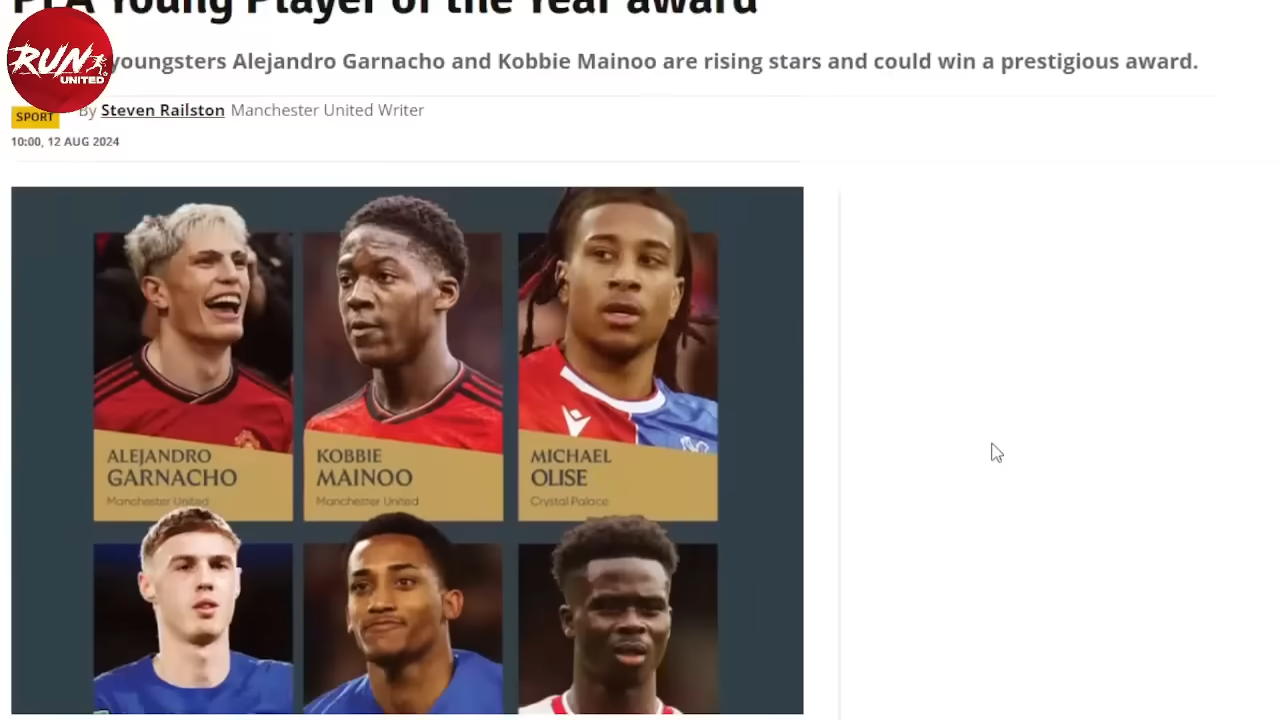 PFA Young Player of the Year award
RUN
UNITED
youngsters Alejandro Garnacho and Kobbie Mainoo are rising stars and could win a prestigious award.
By Steven Railston Manchester United Writer
SPORT
10:00, 12 AUG 2024
ALEJANDRO
GARNACHO
Manchester United
KOBBIE
MAINOO
Manchester United
MICHAEL
OLISE
Crystal Palace